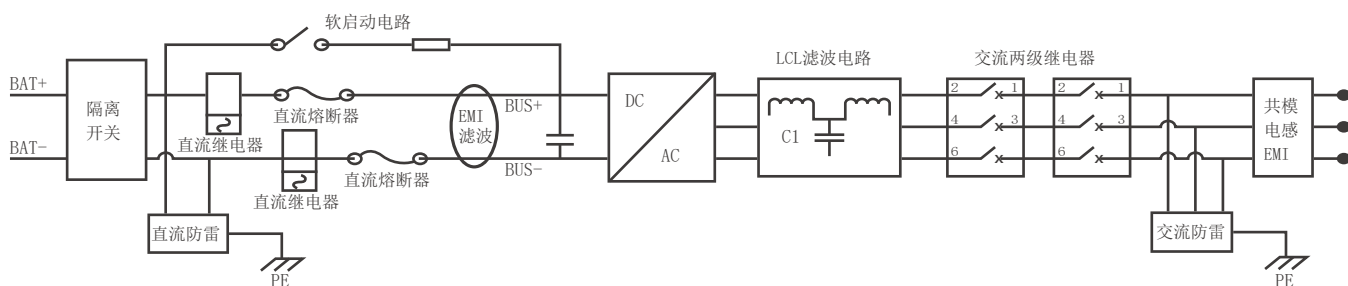 软启动电路
LCL滤波电路
交流两级继电器
BAT+
隔离
开关
BAT−
直流熔断器
直流继电器
直流继电器
直流熔断器
EMI
滤波
BUS+
BUS−
DC
AC
C1
2
1
4
3
6
2
1
4
3
6
共模
电感
EMI
直流防雷
PE
交流防雷
PE